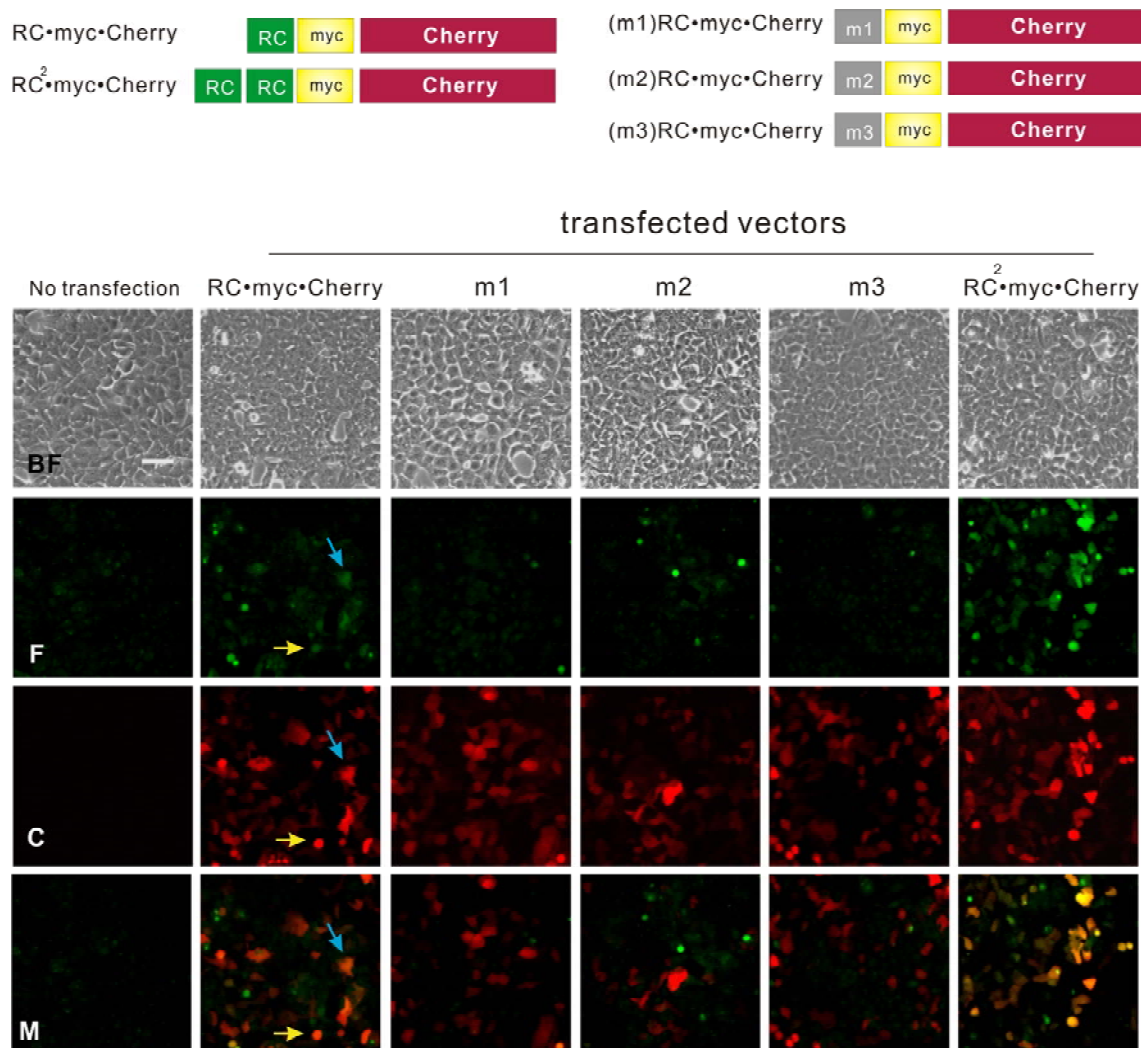 RC•myc•Cherry RC myc Cherry
RC²•myc•Cherry RC RC myc Cherry
(m1)RC•myc•Cherry m1 myc Cherry
(m2)RC•myc•Cherry m2 myc Cherry
(m3)RC•myc•Cherry m3 myc Cherry
transfected vectors
No transfection RC•myc•Cherry m1 m2 m3 RC²•myc•Cherry
BF
F
C
M